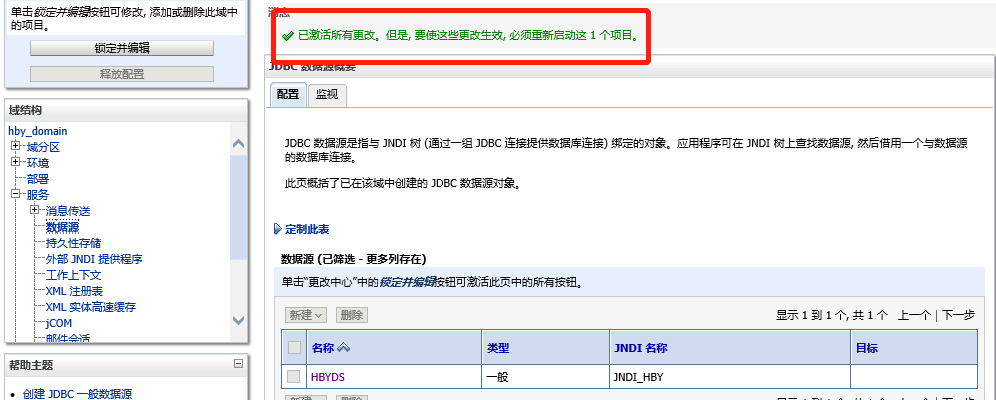 单击锁定并编辑按钮可修改, 添加或删除此域中
的项目。
锁定并编辑
释放配置
域结构
hby_domain
域分区
环境
部署
服务
消息传送
数据源
持久性存储
外部 JNDI 提供程序
工作上下文
XML 注册表
XML 实体高速缓存
jCOM
邮件会话
帮助主题
创建 JDBC 一般数据源
消息
已激活所有更改。但是, 要使这些更改生效, 必须重新启动这 1 个项目。
JDBC 数据源概要
配置 监视
JDBC 数据源是指与 JNDI 树 (通过一组 JDBC 连接提供数据库连接) 绑定的对象。应用程序可在 JNDI 树上查找数据源, 然后借用一个与数据源
的数据库连接。
此页概括了已在该域中创建的 JDBC 数据源对象。
定制此表
数据源 (已筛选 - 更多列存在)
单击“更改中心”中的锁定并编辑按钮可激活此页中的所有按钮。
新建 删除 显示 1 到 1 个, 共 1 个 上一个 | 下一步
名称 类型 JNDI 名称 目标
HBYDS 一般 JNDI_HBY
新建 删除 显示 1 到 1 个, 共 1 个 上一个 | 下一步